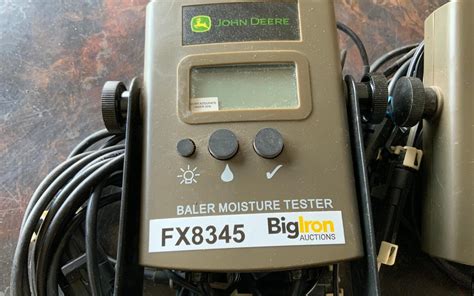 JOHN DEERE
BALER MOISTURE TESTER
FX8345
BigIron
AUCTIONS